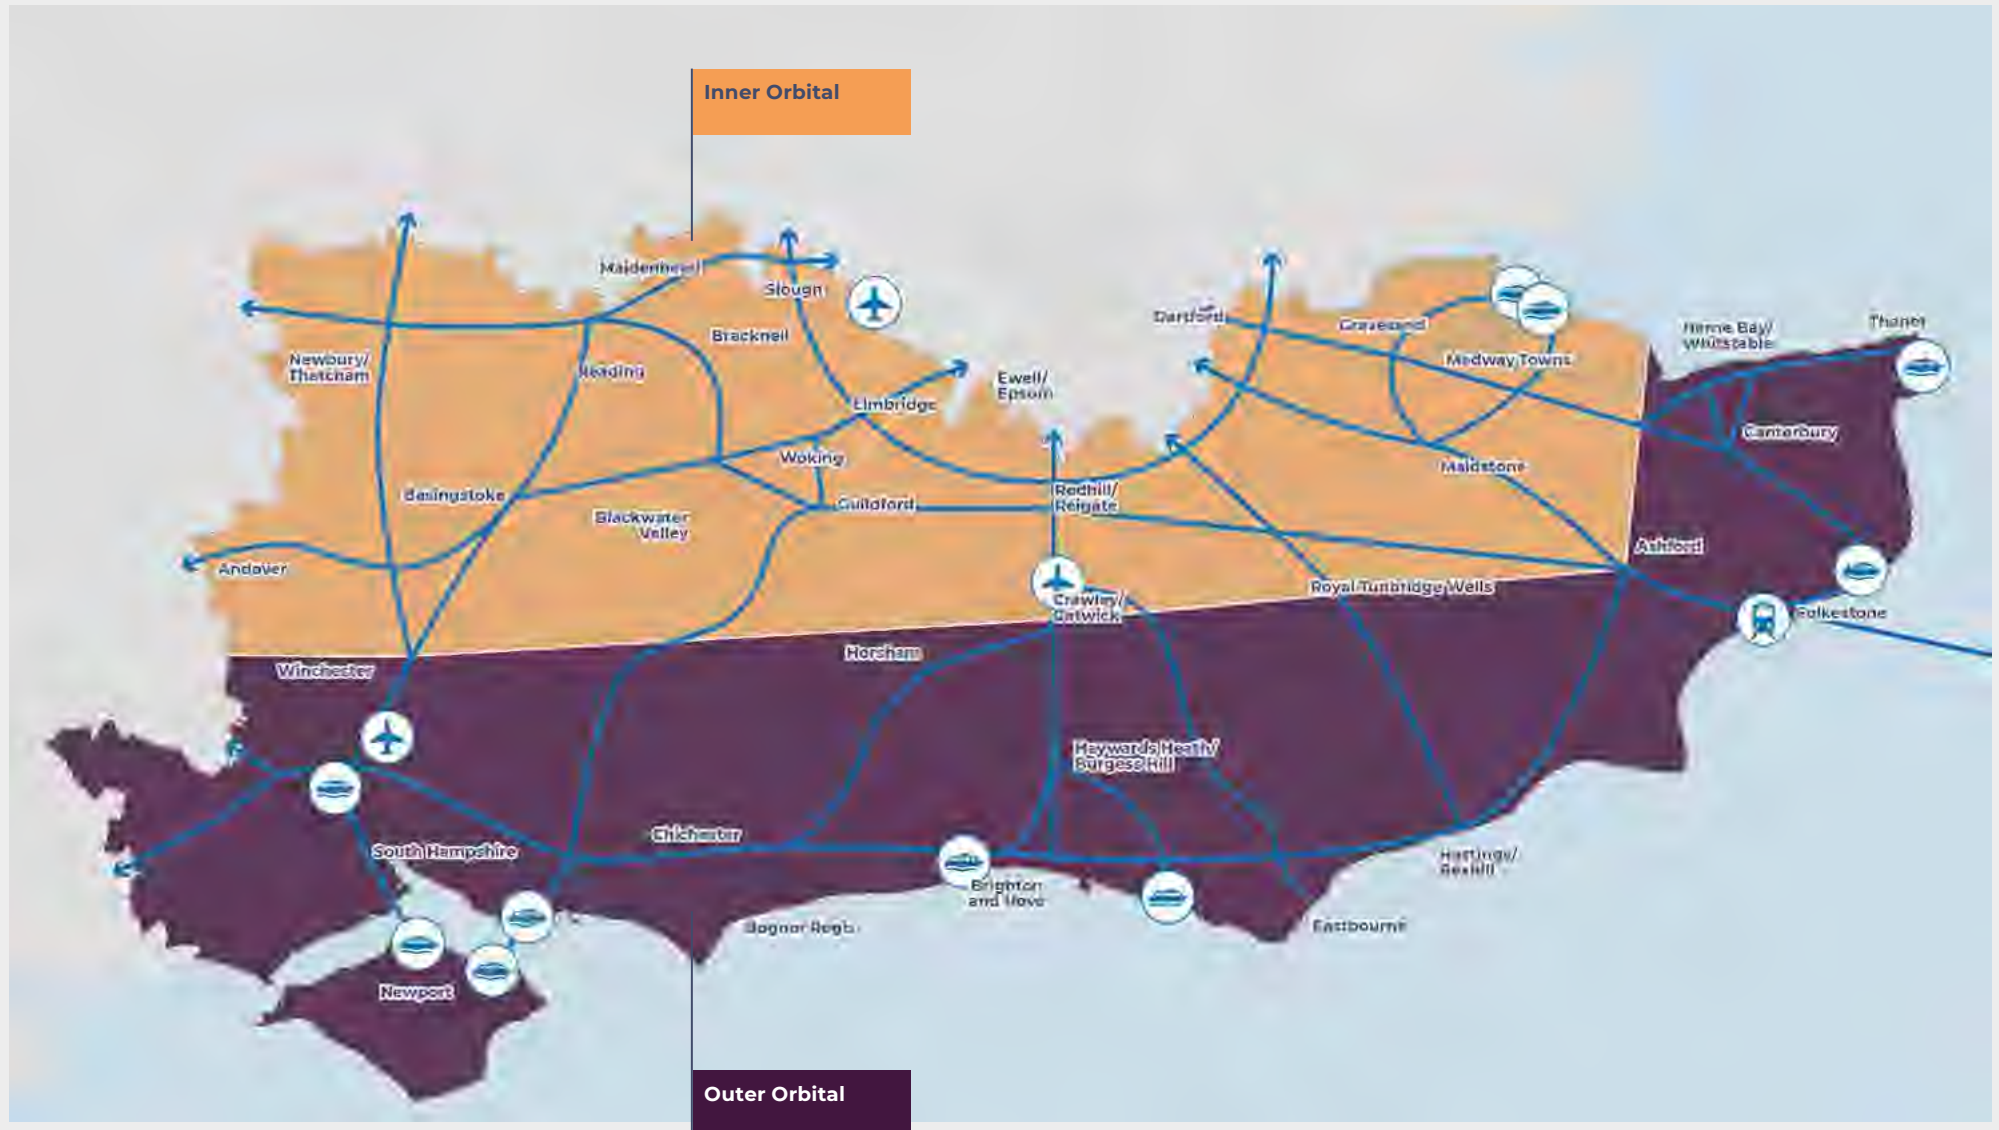 Inner Orbital
Maidenhead
Slough
Dartford
Gravesend
Herne Bay/
Whitstable
Thanet
Bracknell
Newbury/
Thatcham
Reading
Medway Towns
Ewell/
Epsom
Elmbridge
Canterbury
Woking
Maidstone
Basingstoke
Redhill/
Reigate
Guildford
Blackwater
Valley
Ashford
Andover
Royal Tunbridge Wells
Crawley/
Gatwick
Folkestone
Horsham
Winchester
Haywards Heath/
Burgess Hill
Chichester
South Hampshire
Hastings/
Bexhill
Brighton
and Hove
Bognor Regis
Eastbourne
Newport
Outer Orbital